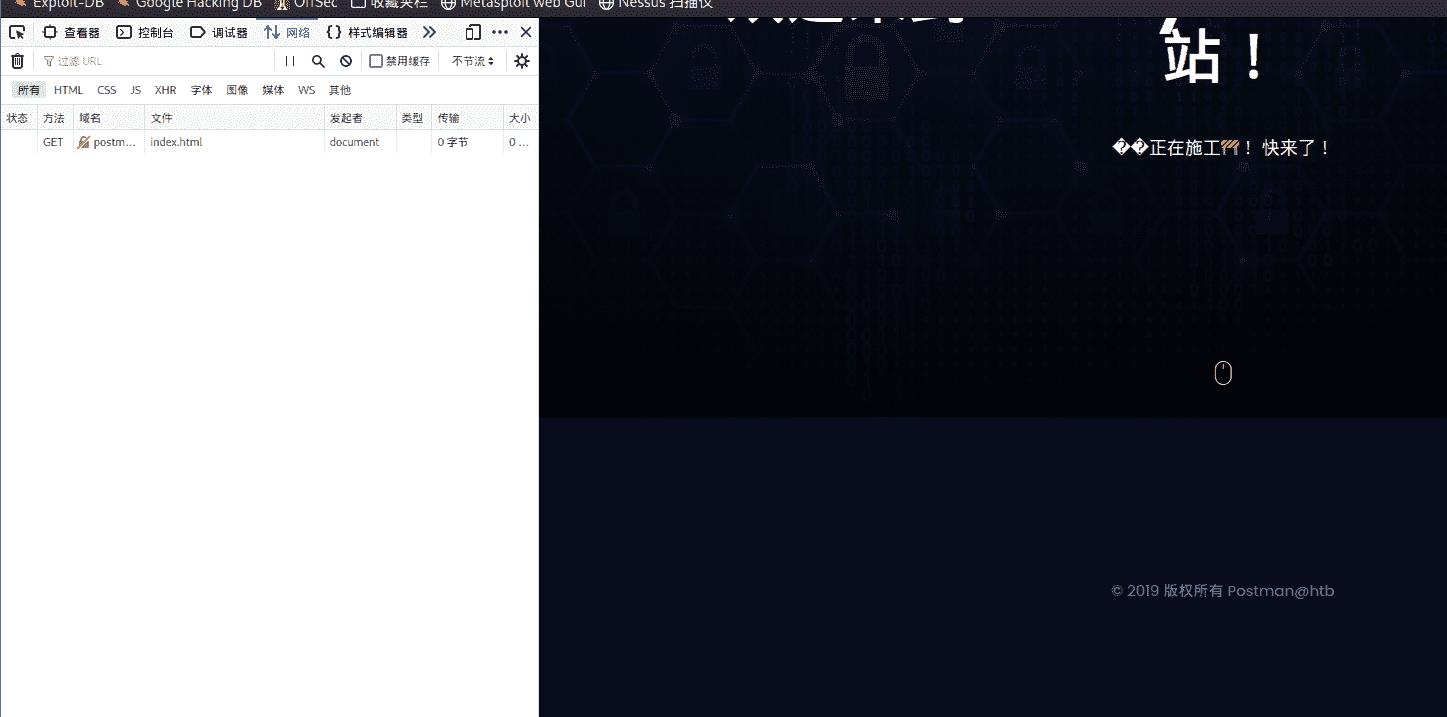 Exploit-DB Google Hacking DB OffSec 收藏夹栏 Metasploit Web GUI Nessus 扫描仪
查看器 控制台 调试器 网络 样式编辑器
过滤 URL 禁用缓存 不节流
所有 HTML CSS JS XHR 字体 图像 媒体 WS 其他
状态 方法 域名 文件 发起者 类型 传输 大小
GET postm... index.html document 0 字节 0 ...
站！
��正在施工🚧！ 快来了！
© 2019 版权所有 Postman@htb